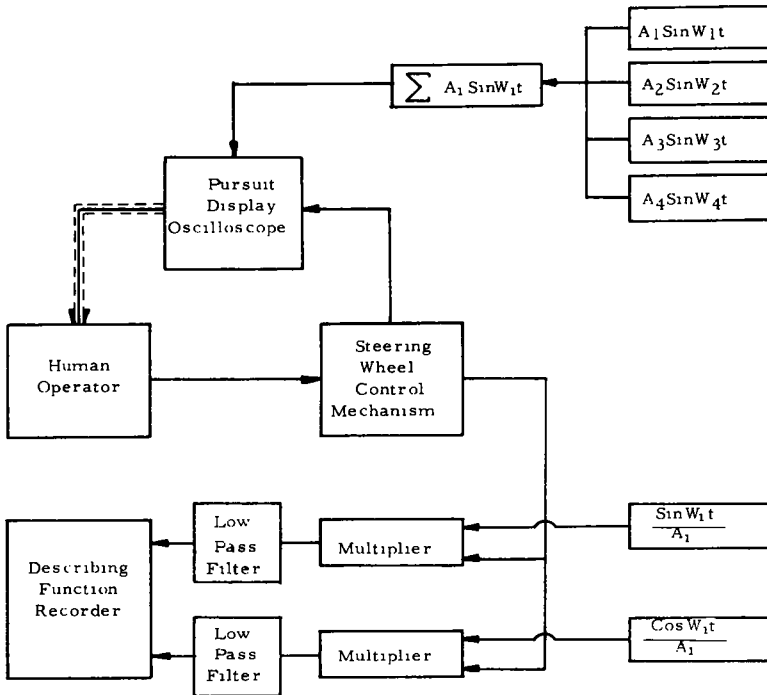 A1SinW1t
∑ A1SinW1t
A2SinW2t
A3SinW3t
A4SinW4t
Pursuit
Display
Oscilloscope
Human
Operator
Steering
Wheel
Control
Mechanism
Describing
Function
Recorder
Low
Pass
Filter
Multiplier
SinW1t
A1
Low
Pass
Filter
Multiplier
CosW1t
A1